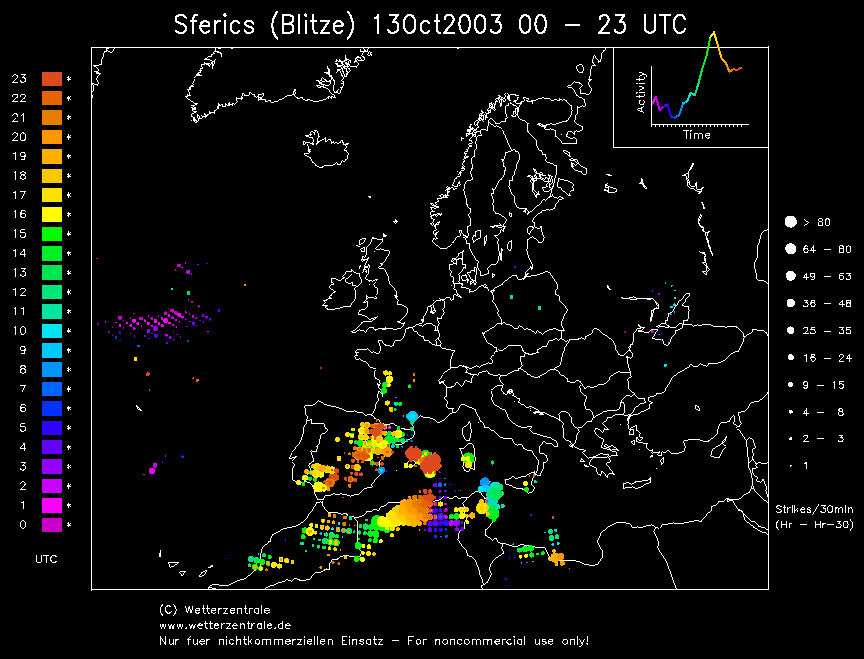 Sferics (Blitze) 13Oct2003 00 – 23 UTC
Activity
Time
23 *
22 *
21 *
20 *
19 *
18 *
17 *
16 *
15 *
14 *
13 *
12 *
11 *
10 *
9 *
8 *
7 *
6 *
5 *
4 *
3 *
2 *
1 *
0 *
UTC
> 80
64 – 80
49 – 63
36 – 48
25 – 35
16 – 24
9 – 15
4 – 8
2 – 3
1
Strikes/30min
(Hr – Hr-30)
(C) Wetterzentrale
www.wetterzentrale.de
Nur fuer nichtkommerziellen Einsatz – For noncommercial use only!